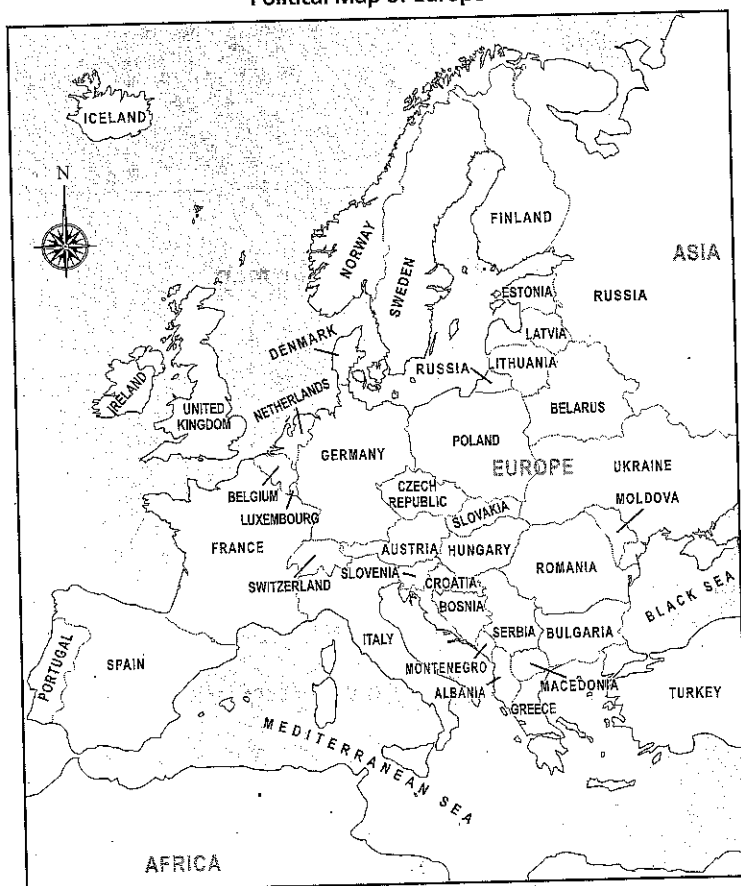 Political Map of Europe
ICELAND
N
NORWAY
SWEDEN
FINLAND
ASIA
RUSSIA
ESTONIA
LATVIA
LITHUANIA
RUSSIA
DENMARK
IRELAND
UNITED
KINGDOM
NETHERLANDS
BELARUS
GERMANY
POLAND
EUROPE
UKRAINE
MOLDOVA
BELGIUM
LUXEMBOURG
CZECH
REPUBLIC
SLOVAKIA
FRANCE
AUSTRIA
HUNGARY
ROMANIA
SWITZERLAND
SLOVENIA
CROATIA
BOSNIA
BLACK SEA
PORTUGAL
SPAIN
ITALY
SERBIA
BULGARIA
MONTENEGRO
ALBANIA
MACEDONIA
GREECE
TURKEY
MEDITERRANEAN SEA
AFRICA